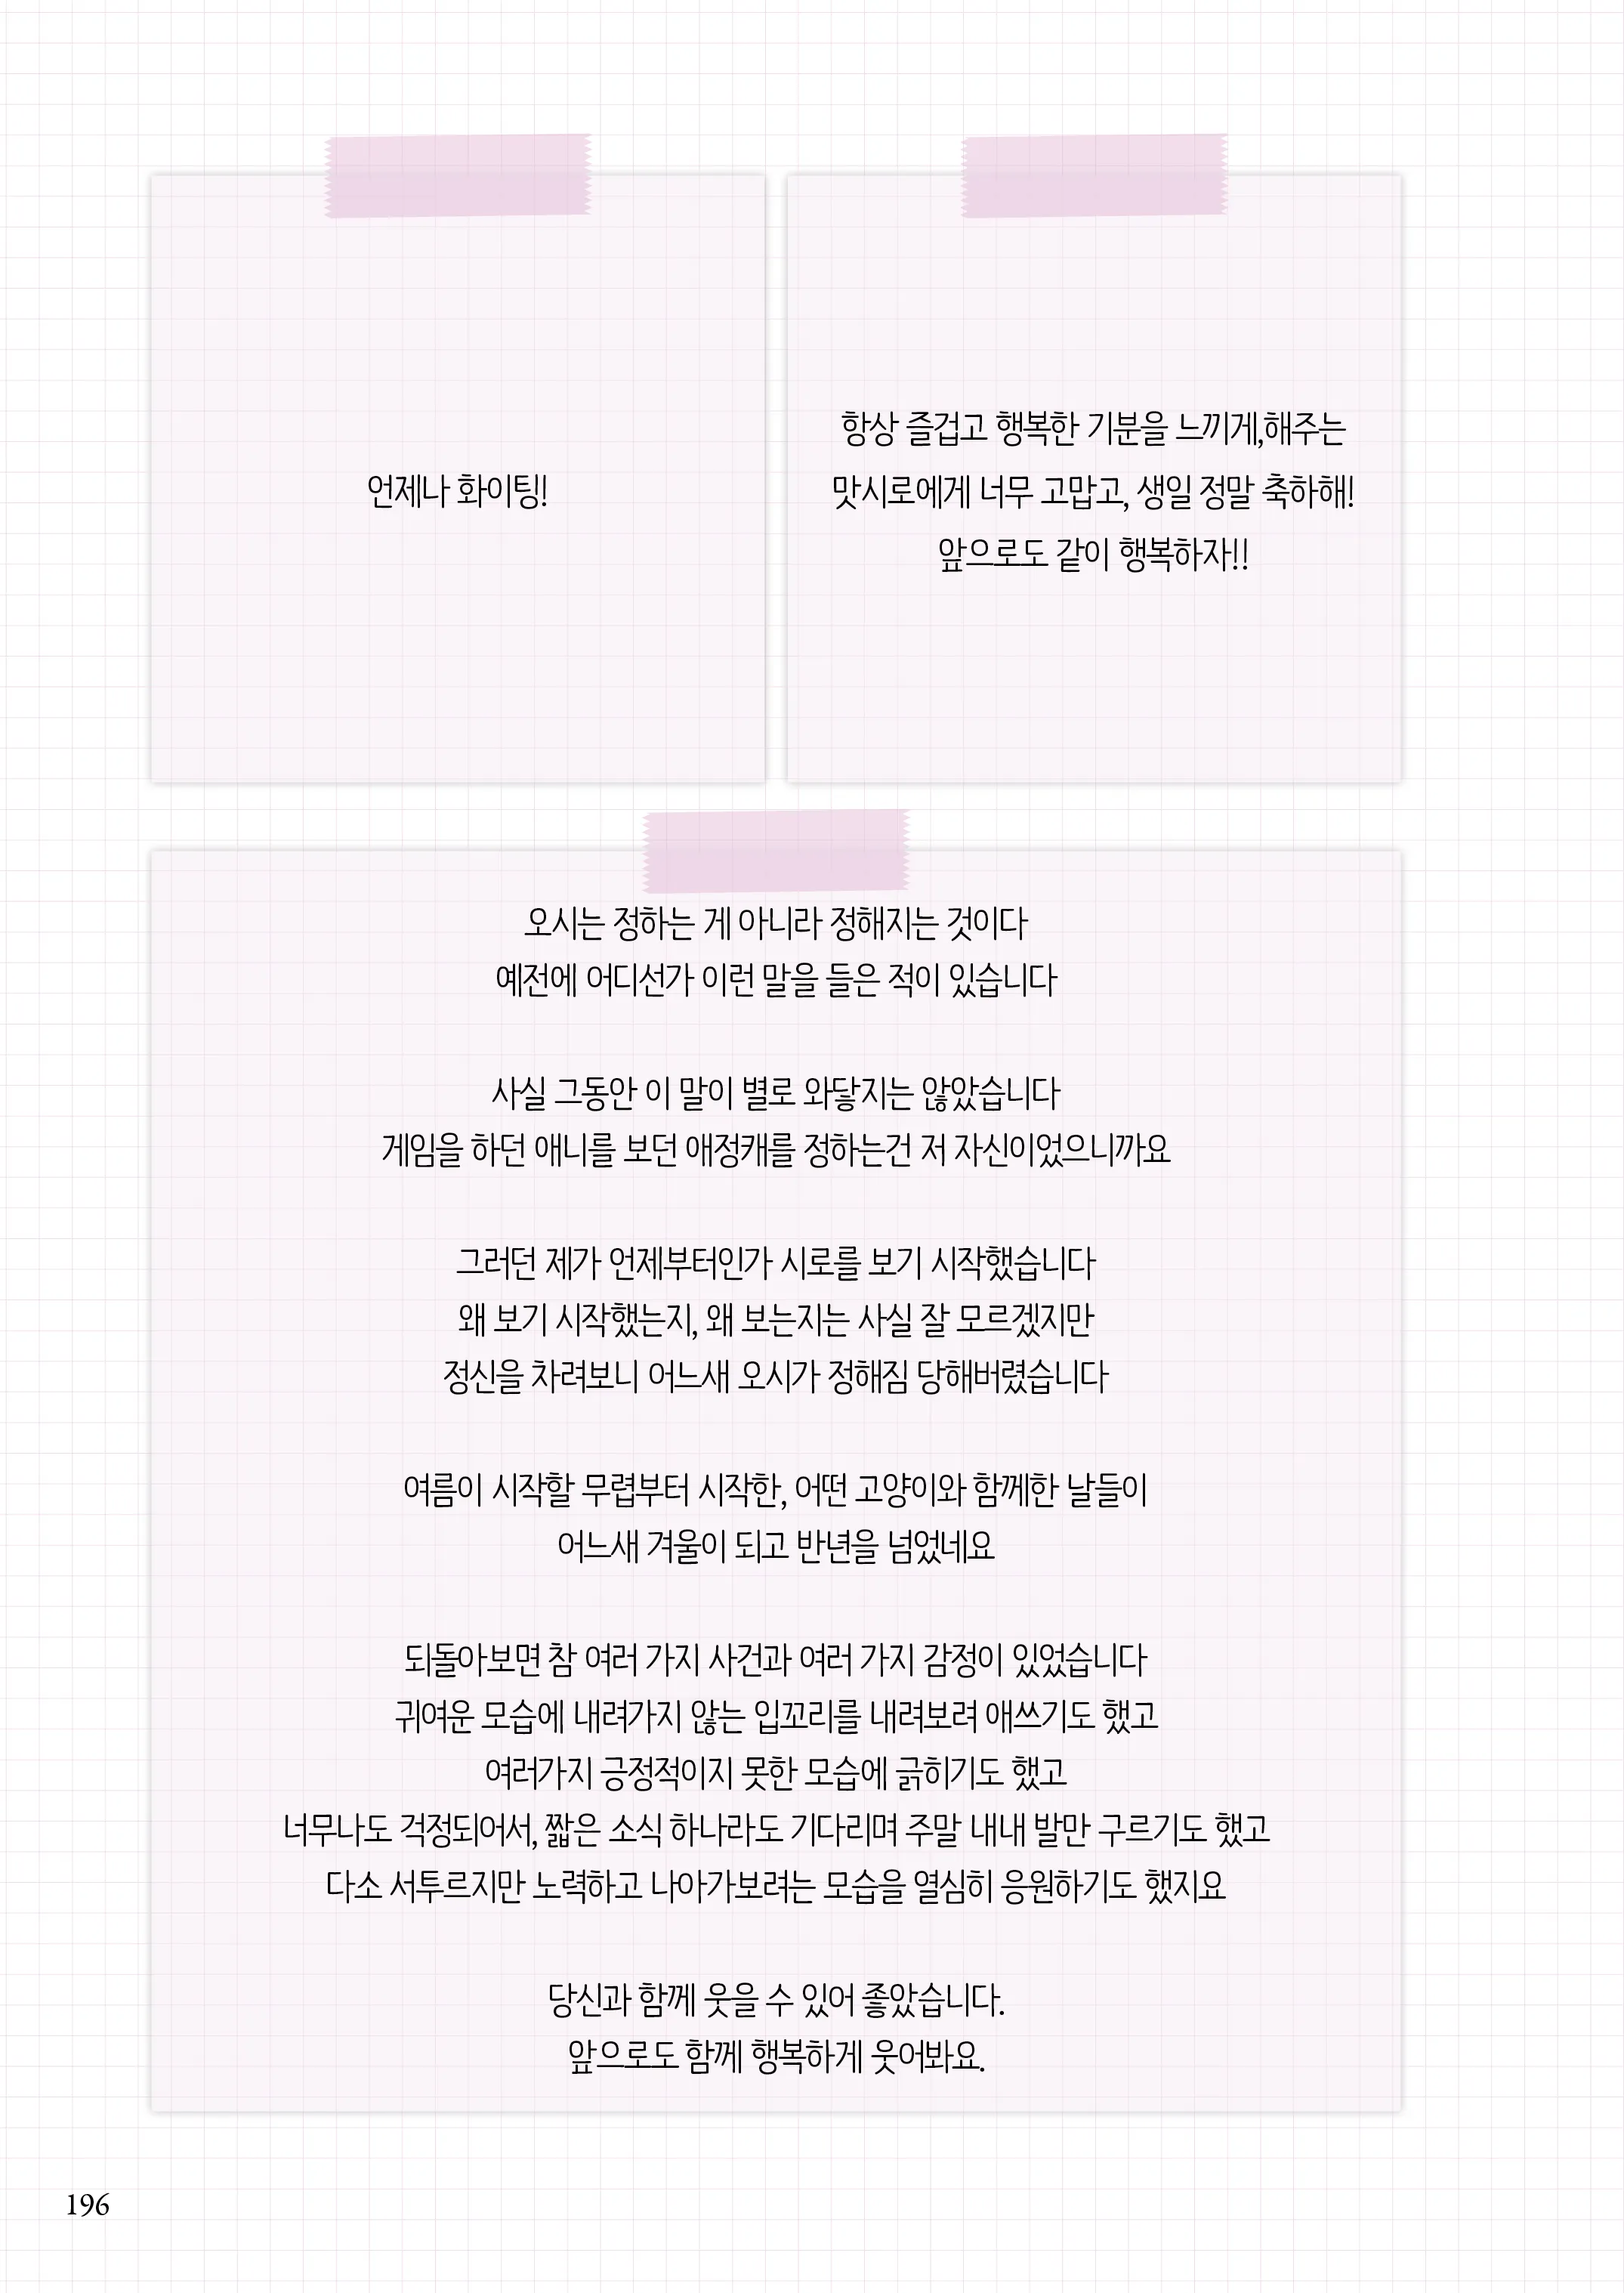 언제나 화이팅!
항상 즐겁고 행복한 기분을 느끼게,해주는
맛시로에게 너무 고맙고, 생일 정말 축하해!
앞으로도 같이 행복하자!!
오시는 정하는 게 아니라 정해지는 것이다
예전에 어디선가 이런 말을 들은 적이 있습니다
사실 그동안 이 말이 별로 와닿지는 않았습니다
게임을 하던 애니를 보던 애정캐를 정하는건 저 자신이었으니까요
그러던 제가 언제부터인가 시로를 보기 시작했습니다
왜 보기 시작했는지, 왜 보는지는 사실 잘 모르겠지만
정신을 차려보니 어느새 오시가 정해짐 당해버렸습니다
여름이 시작할 무렵부터 시작한, 어떤 고양이와 함께한 날들이
어느새 겨울이 되고 반년을 넘었네요
되돌아보면 참 여러 가지 사건과 여러 가지 감정이 있었습니다
귀여운 모습에 내려가지 않는 입꼬리를 내려보려 애쓰기도 했고
여러가지 긍정적이지 못한 모습에 긁히기도 했고
너무나도 걱정되어서, 짧은 소식 하나라도 기다리며 주말 내내 발만 구르기도 했고
다소 서투르지만 노력하고 나아가보려는 모습을 열심히 응원하기도 했지요
당신과 함께 웃을 수 있어 좋았습니다.
앞으로도 함께 행복하게 웃어봐요.
196